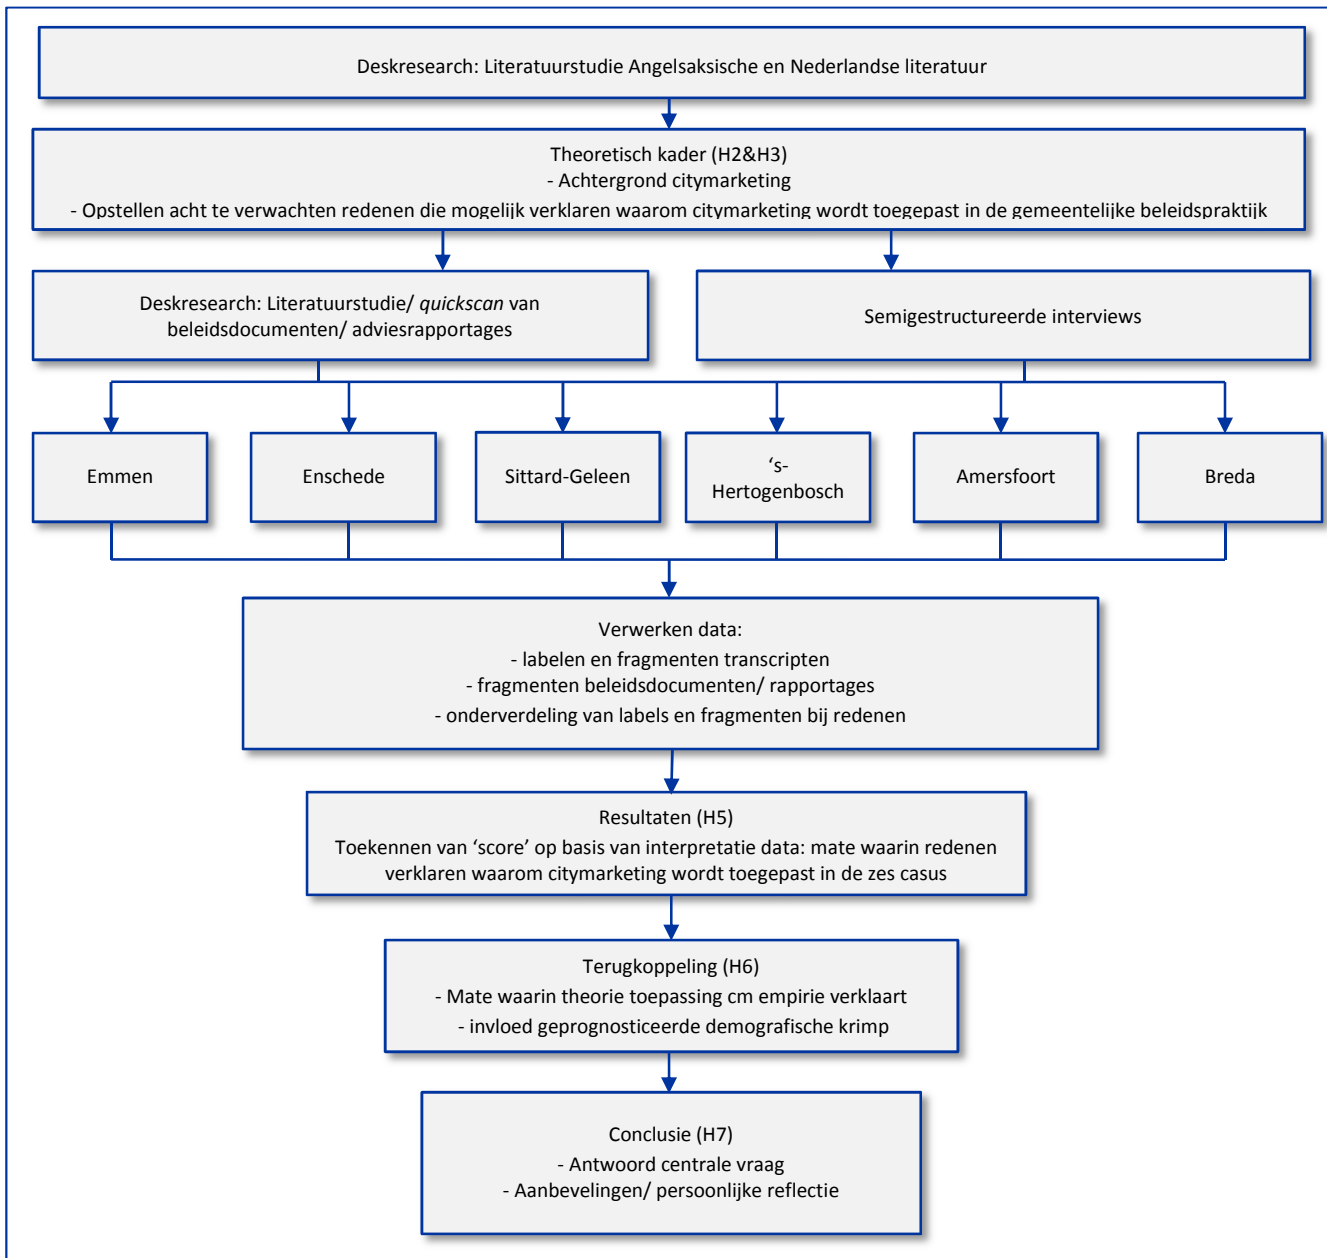 Deskresearch: Literatuurstudie Angelsaksische en Nederlandse literatuur
Theoretisch kader (H2&H3)
- Achtergrond citymarketing
- Opstellen acht te verwachten redenen die mogelijk verklaren waarom citymarketing wordt toegepast in de gemeentelijke beleidspraktijk
Deskresearch: Literatuurstudie/ quickscan van
beleidsdocumenten/ adviesrapportages
Semigestructureerde interviews
Emmen
Enschede
Sittard-Geleen
‘s-
Hertogenbosch
Amersfoort
Breda
Verwerken data:
- labelen en fragmenten transcripten
- fragmenten beleidsdocumenten/ rapportages
- onderverdeling van labels en fragmenten bij redenen
Resultaten (H5)
Toekennen van ‘score’ op basis van interpretatie data: mate waarin redenen
verklaren waarom citymarketing wordt toegepast in de zes casus
Terugkoppeling (H6)
- Mate waarin theorie toepassing cm empirie verklaart
- invloed geprognosticeerde demografische krimp
Conclusie (H7)
- Antwoord centrale vraag
- Aanbevelingen/ persoonlijke reflectie